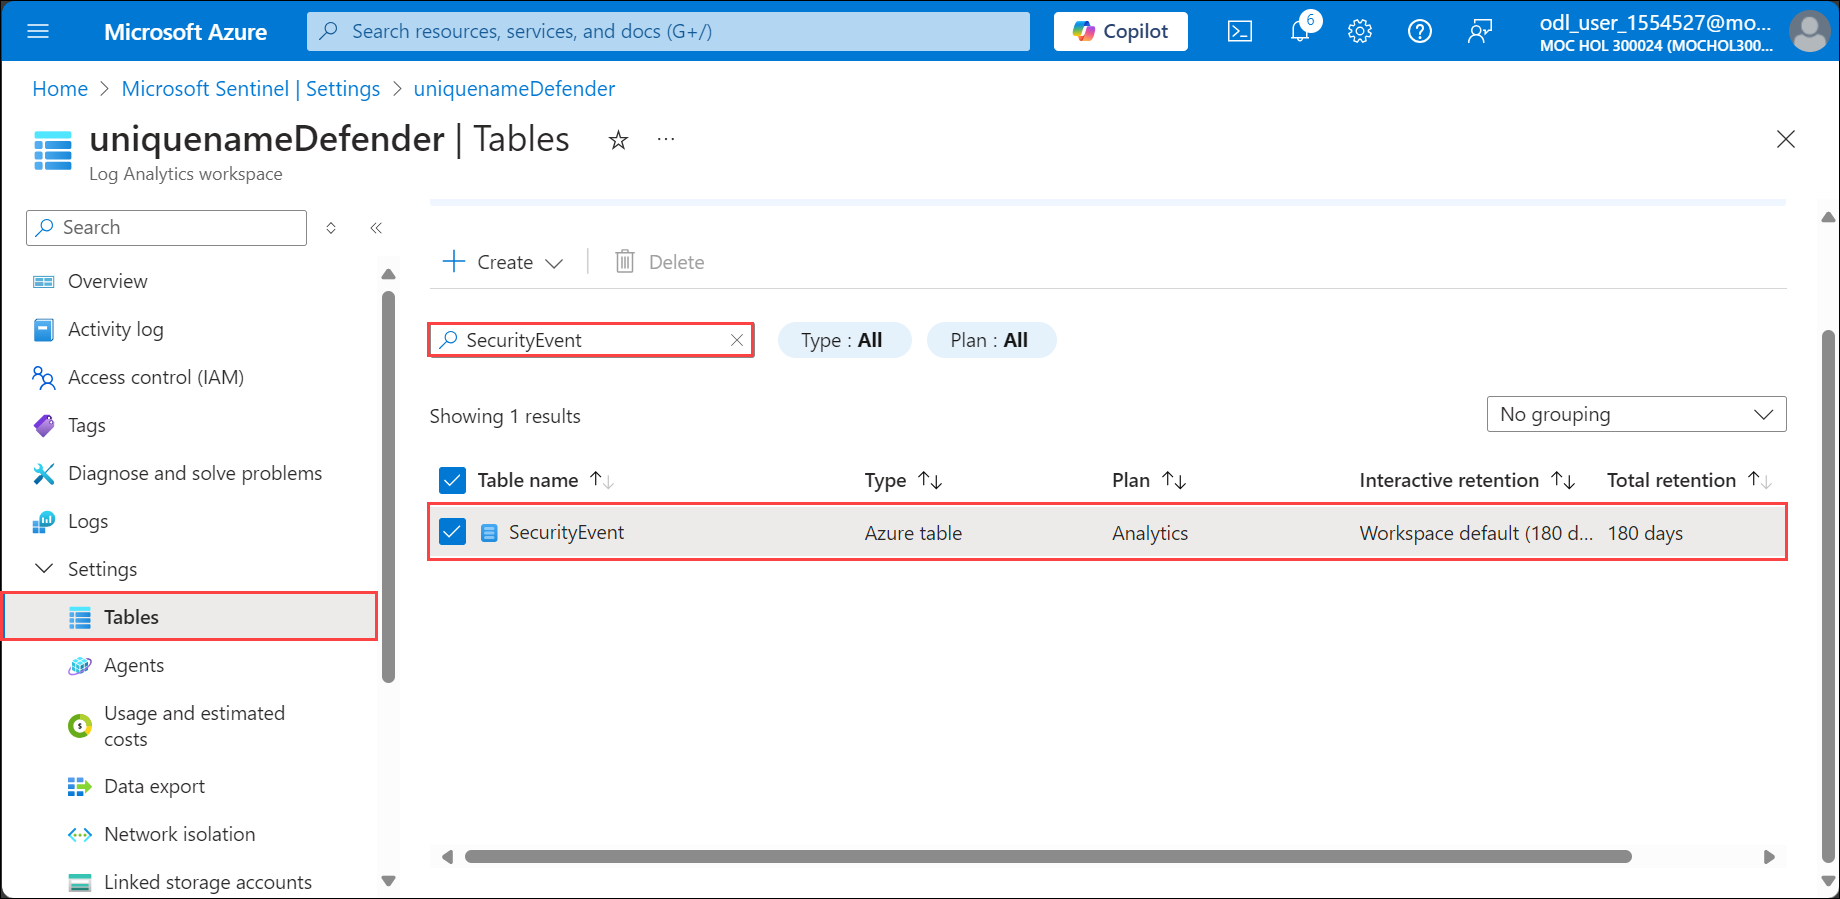 Microsoft Azure
Search resources, services, and docs (G+/)
Copilot
6
odl_user_1554527@mo...
MOC HOL 300024 (MOCHOL300...
Home > Microsoft Sentinel | Settings > uniquenameDefender
uniquenameDefender | Tables
Log Analytics workspace
Search
Overview
Activity log
Access control (IAM)
Tags
Diagnose and solve problems
Logs
Settings
Tables
Agents
Usage and estimated
costs
Data export
Network isolation
Linked storage accounts
Create
Delete
SecurityEvent
Type : All
Plan : All
Showing 1 results
No grouping
Table name Type Plan Interactive retention Total retention
SecurityEvent Azure table Analytics Workspace default (180 d... 180 days